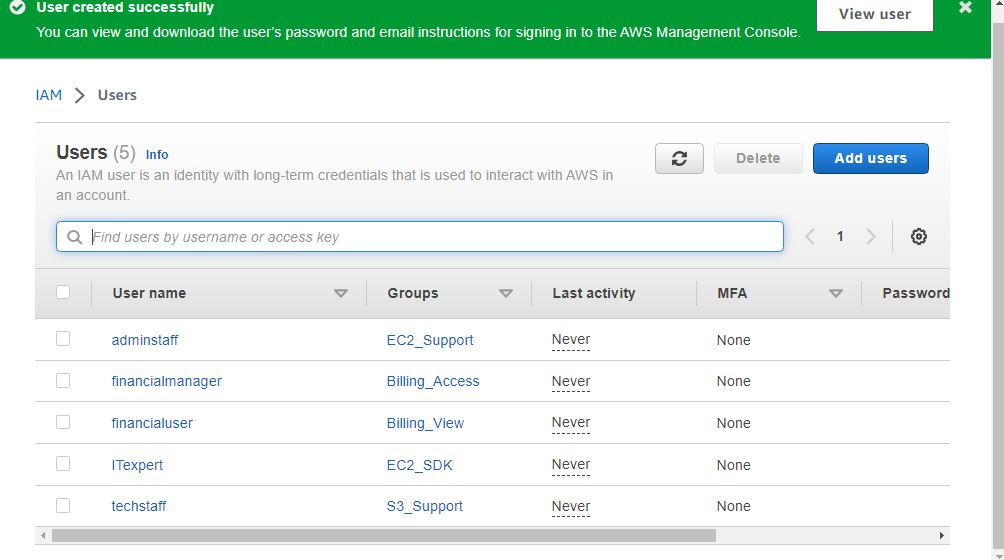 User created successfully
You can view and download the user's password and email instructions for signing in to the AWS Management Console.
View user
IAM > Users
Users (5) Info
An IAM user is an identity with long-term credentials that is used to interact with AWS in
an account.
Delete
Add users
Find users by username or access key
1
User name Groups Last activity MFA Password
adminstaff EC2_Support Never None
financialmanager Billing_Access Never None
financialuser Billing_View Never None
ITexpert EC2_SDK Never None
techstaff S3_Support Never None